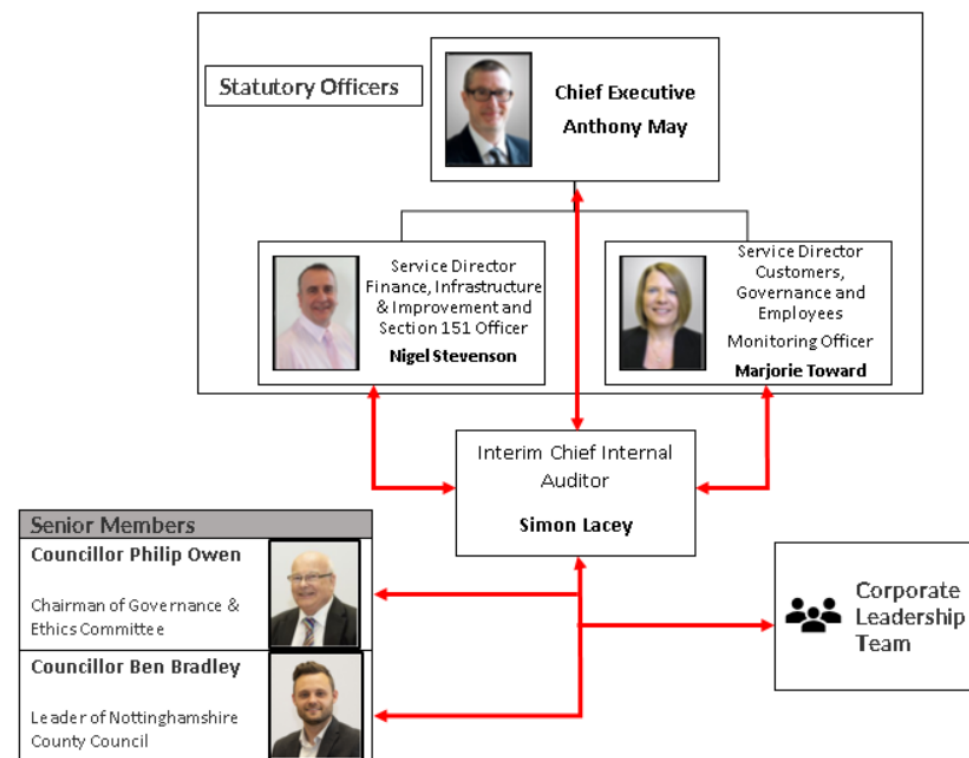 Statutory Officers
Chief Executive
Anthony May
Service Director
Finance, Infrastructure
& Improvement and
Section 151 Officer
Nigel Stevenson
Service Director
Customers,
Governance and
Employees
Monitoring Officer
Marjorie Toward
Interim Chief Internal
Auditor
Simon Lacey
Senior Members
Councillor Philip Owen
Chairman of Governance &
Ethics Committee
Councillor Ben Bradley
Leader of Nottinghamshire
County Council
Corporate
Leadership
Team